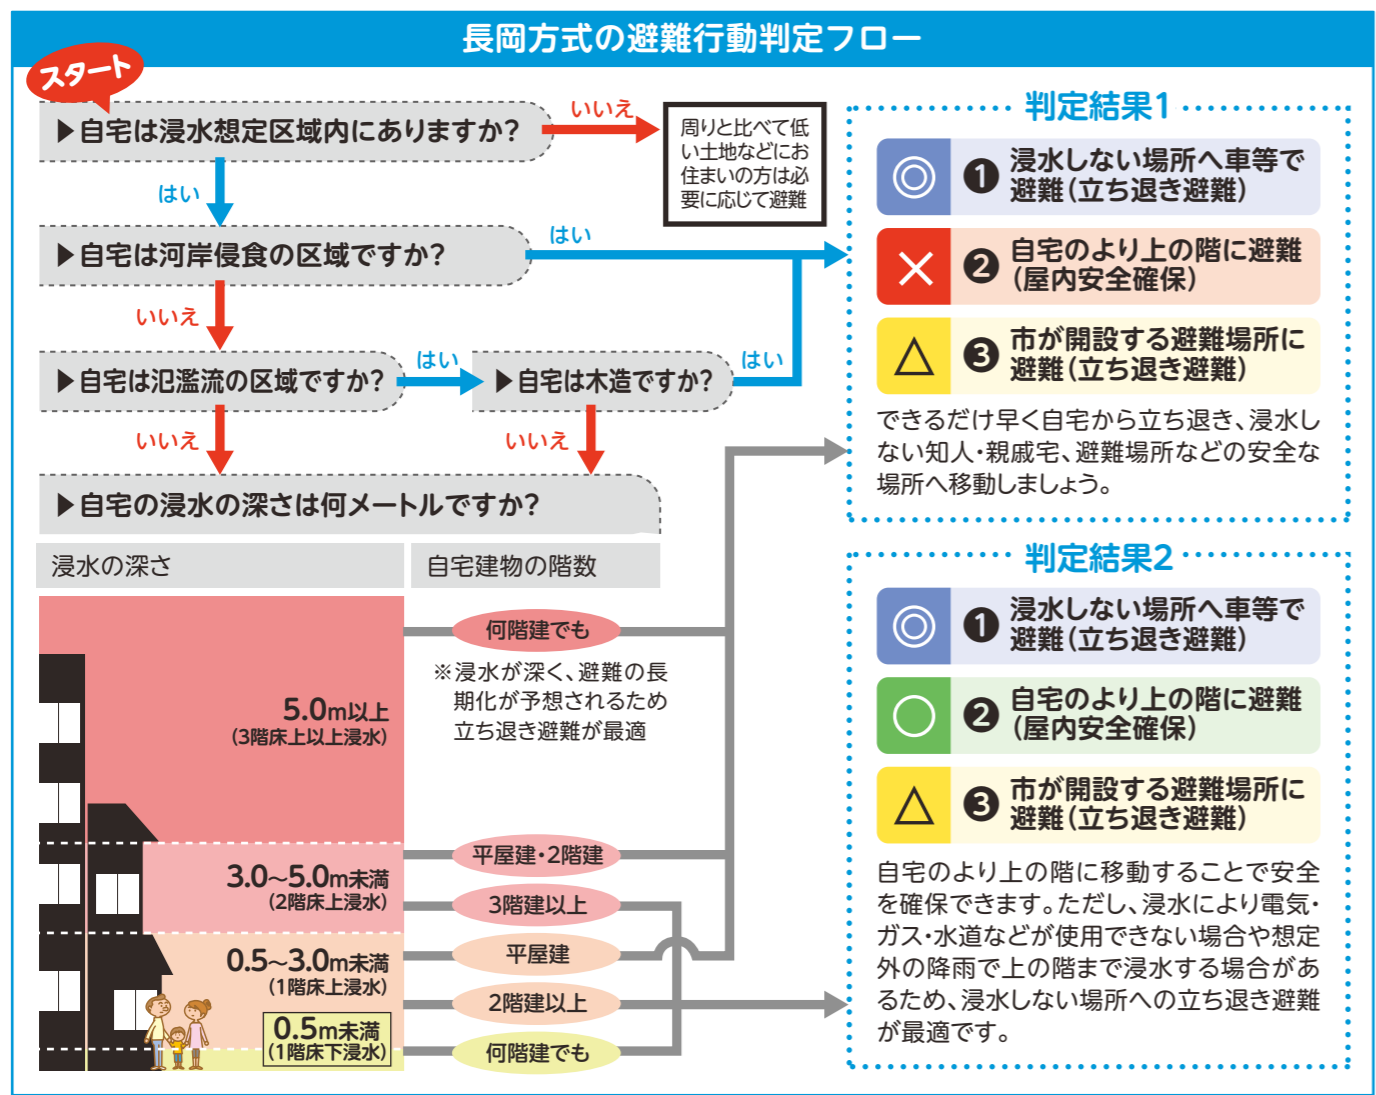 長岡方式の避難行動判定フロー
スタート
▶自宅は浸水想定区域内にありますか?
いいえ
周りと比べて低
い土地などにお
住まいの方は必
要に応じて避難
はい
▶自宅は河岸侵食の区域ですか?
はい
いいえ
▶自宅は氾濫流の区域ですか?
はい
▶自宅は木造ですか?
はい
いいえ
いいえ
▶自宅の浸水の深さは何メートルですか?
浸水の深さ
自宅建物の階数
5.0m以上
(3階床上以上浸水)
何階建でも
※浸水が深く、避難の長
期化が予想されるため
立ち退き避難が最適
3.0〜5.0m未満
(2階床上浸水)
平屋建・2階建
3階建以上
0.5〜3.0m未満
(1階床上浸水)
平屋建
2階建以上
0.5m未満
(1階床下浸水)
何階建でも
判定結果1
◎ ❶ 浸水しない場所へ車等で
避難(立ち退き避難)
× ❷ 自宅のより上の階に避難
(屋内安全確保)
△ ❸ 市が開設する避難場所に
避難(立ち退き避難)
できるだけ早く自宅から立ち退き、浸水し
ない知人・親戚宅、避難場所などの安全な
場所へ移動しましょう。
判定結果2
◎ ❶ 浸水しない場所へ車等で
避難(立ち退き避難)
○ ❷ 自宅のより上の階に避難
(屋内安全確保)
△ ❸ 市が開設する避難場所に
避難(立ち退き避難)
自宅のより上の階に移動することで安全
を確保できます。ただし、浸水により電気・
ガス・水道などが使用できない場合や想定
外の降雨で上の階まで浸水する場合があ
るため、浸水しない場所への立ち退き避難
が最適です。